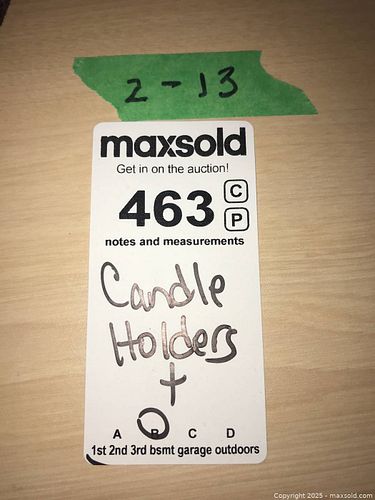 2-13
maxsold
Get in on the auction!
463 C P
notes and measurements
Candle
Holders
+
A B C D
1st 2nd 3rd bsmt garage outdoors
Copyright 2025 - maxsold.com